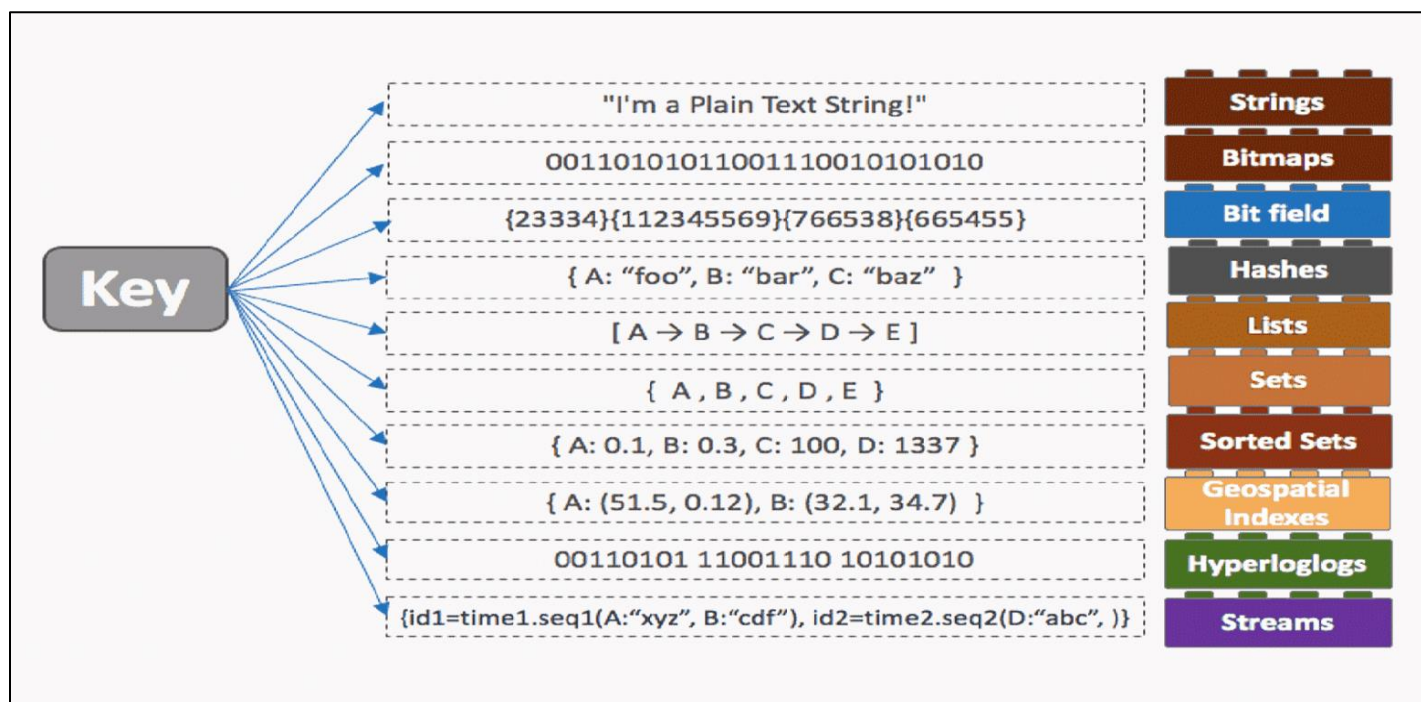 "I'm a Plain Text String!"
Strings
00110101011001110010101010
Bitmaps
{23334}{112345569}{766538}{665455}
Bit field
Key
{ A: “foo”, B: “bar”, C: “baz” }
Hashes
[ A → B → C → D → E ]
Lists
{ A , B , C , D , E }
Sets
{ A: 0.1, B: 0.3, C: 100, D: 1337 }
Sorted Sets
{ A: (51.5, 0.12), B: (32.1, 34.7) }
Geospatial
Indexes
00110101 11001110 10101010
Hyperloglogs
{id1=time1.seq1(A:“xyz”, B:“cdf”), id2=time2.seq2(D:“abc”, )}
Streams